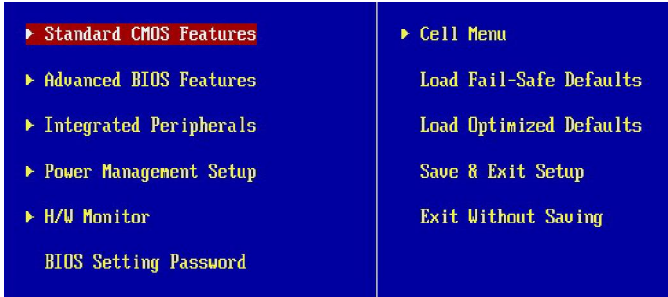 Standard CMOS Features
Advanced BIOS Features
Integrated Peripherals
Power Management Setup
H/W Monitor
BIOS Setting Password
Cell Menu
Load Fail-Safe Defaults
Load Optimized Defaults
Save & Exit Setup
Exit Without Saving